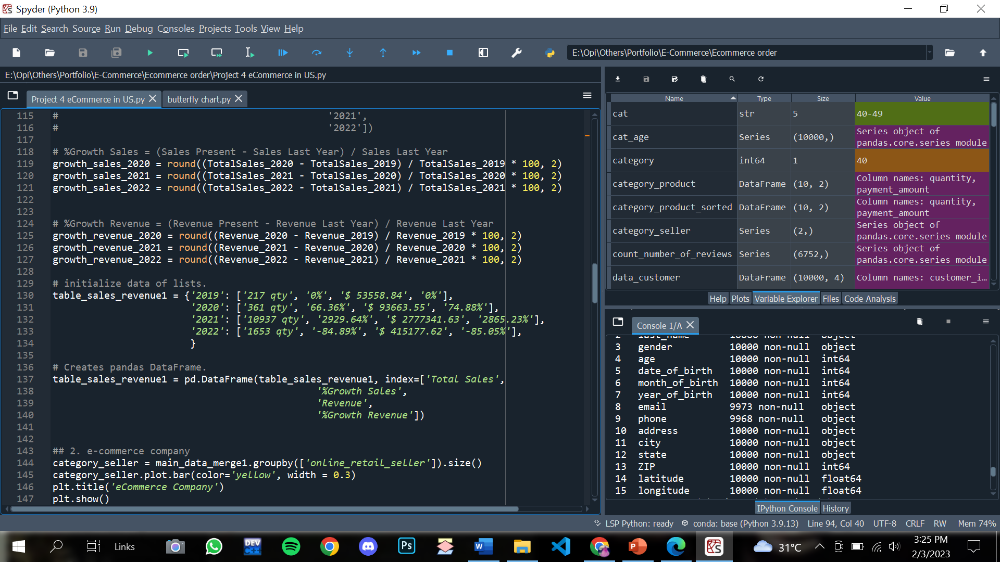 Spyder (Python 3.9)
File Edit Search Source Run Debug Consoles Projects Tools View Help
E:\Opi\Others\Portfolio\E-Commerce\Ecommerce order
E:\Opi\Others\Portfolio\E-Commerce\Ecommerce order\Project 4 eCommerce in US.py
Project 4 eCommerce in US.py butterfly chart.py
115 # '2021',
116 # '2022'])
117
118 # %Growth Sales = (Sales Present - Sales Last Year) / Sales Last Year
119 growth_sales_2020 = round((TotalSales_2020 - TotalSales_2019) / TotalSales_2019 * 100, 2)
120 growth_sales_2021 = round((TotalSales_2021 - TotalSales_2020) / TotalSales_2020 * 100, 2)
121 growth_sales_2022 = round((TotalSales_2022 - TotalSales_2021) / TotalSales_2021 * 100, 2)
122
123
124 # %Growth Revenue = (Revenue Present - Revenue Last Year) / Revenue Last Year
125 growth_revenue_2020 = round((Revenue_2020 - Revenue_2019) / Revenue_2019 * 100, 2)
126 growth_revenue_2021 = round((Revenue_2021 - Revenue_2020) / Revenue_2020 * 100, 2)
127 growth_revenue_2022 = round((Revenue_2022 - Revenue_2021) / Revenue_2021 * 100, 2)
128
129 # initialize data of lists.
130 table_sales_revenue1 = {'2019': ['217 qty', '0%', '$ 53558.84', '0%'],
131 '2020': ['361 qty', '66.36%', '$ 93663.55', '74.88%'],
132 '2021': ['10937 qty', '2929.64%', '$ 2777341.63', '2865.23%'],
133 '2022': ['1653 qty', '-84.89%', '$ 415177.62', '-85.05%'],
134 }
135
136 # Creates pandas DataFrame.
137 table_sales_revenue1 = pd.DataFrame(table_sales_revenue1, index=['Total Sales',
138 '%Growth Sales',
139 'Revenue',
140 '%Growth Revenue'])
141
142
143 ## 2. e-commerce company
144 category_seller = main_data_merge1.groupby(['online_retail_seller']).size()
145 category_seller.plot.bar(color='yellow', width = 0.3)
146 plt.title('eCommerce Company')
147 plt.show()
Name Type Size Value
cat str 5 40-49
cat_age Series (10000,) Series object of
pandas.core.series module
category int64 1 40
category_product DataFrame (10, 2) Column names: quantity,
payment_amount
category_product_sorted DataFrame (10, 2) Column names: quantity,
payment_amount
category_seller Series (2,) Series object of
pandas.core.series module
count_number_of_reviews Series (6752,) Series object of
pandas.core.series module
data_customer DataFrame (10000, 4) Column names: customer_i…
Help Plots Variable Explorer Files Code Analysis
Console 1/A
2 last_name 10000 non-null object
3 gender 10000 non-null object
4 age 10000 non-null int64
5 date_of_birth 10000 non-null int64
6 month_of_birth 10000 non-null int64
7 year_of_birth 10000 non-null int64
8 email 9973 non-null object
9 phone 9968 non-null object
10 address 10000 non-null object
11 city 10000 non-null object
12 state 10000 non-null object
13 ZIP 10000 non-null int64
14 latitude 10000 non-null float64
15 longitude 10000 non-null float64
IPython Console History
LSP Python: ready conda: base (Python 3.9.13) Line 94, Col 40 UTF-8 CRLF RW Mem 74%
Links
DEV C++
Ps
W
P
31°C
3:25 PM
2/3/2023